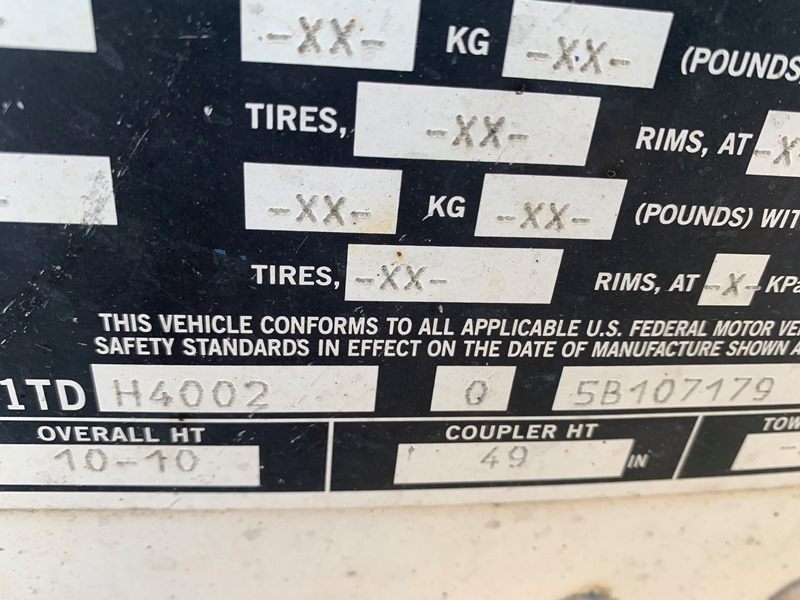 -XX- KG -XX- (POUNDS
TIRES, -XX- RIMS, AT
-XX- KG -XX- (POUNDS) WIT
TIRES, -XX- RIMS, AT -X- KPa
THIS VEHICLE CONFORMS TO ALL APPLICABLE U.S. FEDERAL MOTOR VE
SAFETY STANDARDS IN EFFECT ON THE DATE OF MANUFACTURE SHOWN A
1TD H4002 0 5B107179
OVERALL HT COUPLER HT TOW
10-10 49 IN